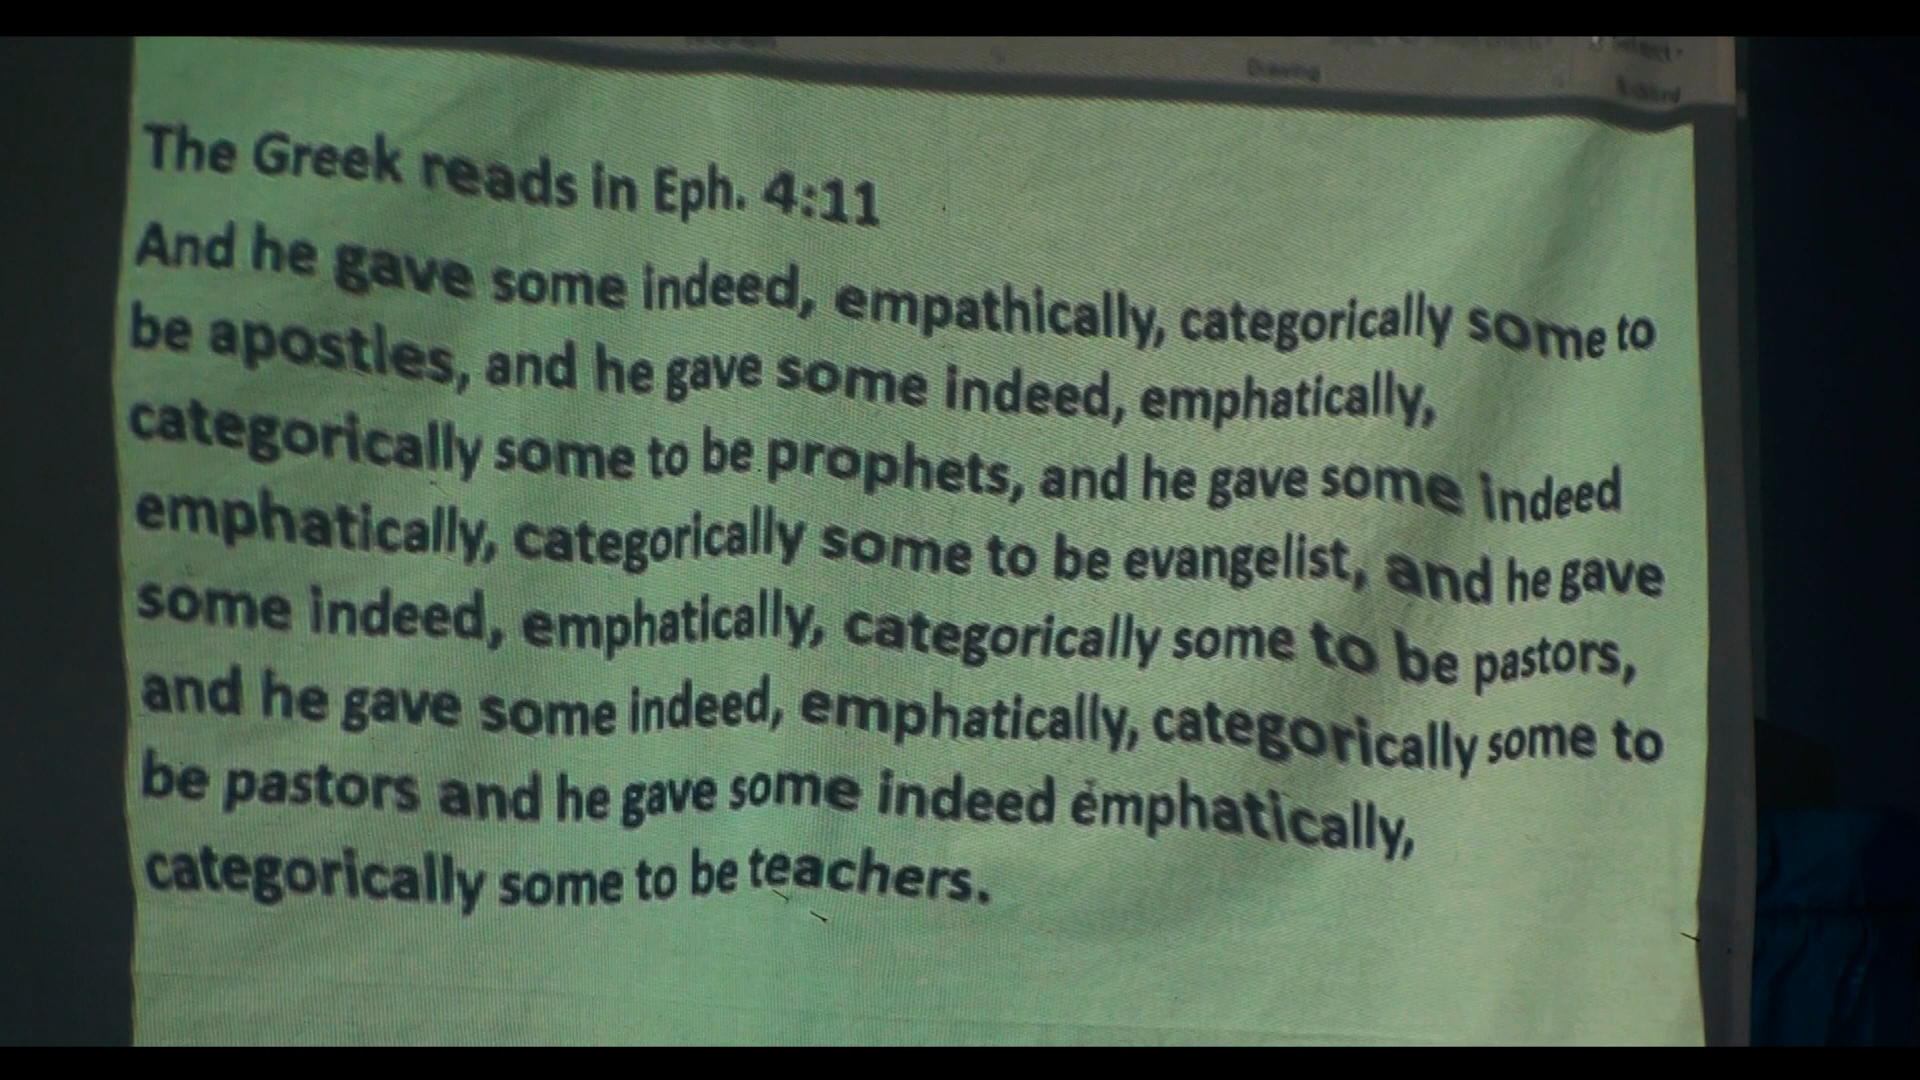 Select
Drawing
The Greek reads in Eph. 4:11
And he gave some indeed, empathically, categorically some to
be apostles, and he gave some indeed, emphatically,
categorically some to be prophets, and he gave some indeed
emphatically, categorically some to be evangelist, and he gave
some indeed, emphatically, categorically some to be pastors,
and he gave some indeed, emphatically, categorically some to
be pastors and he gave some indeed emphatically,
categorically some to be teachers.